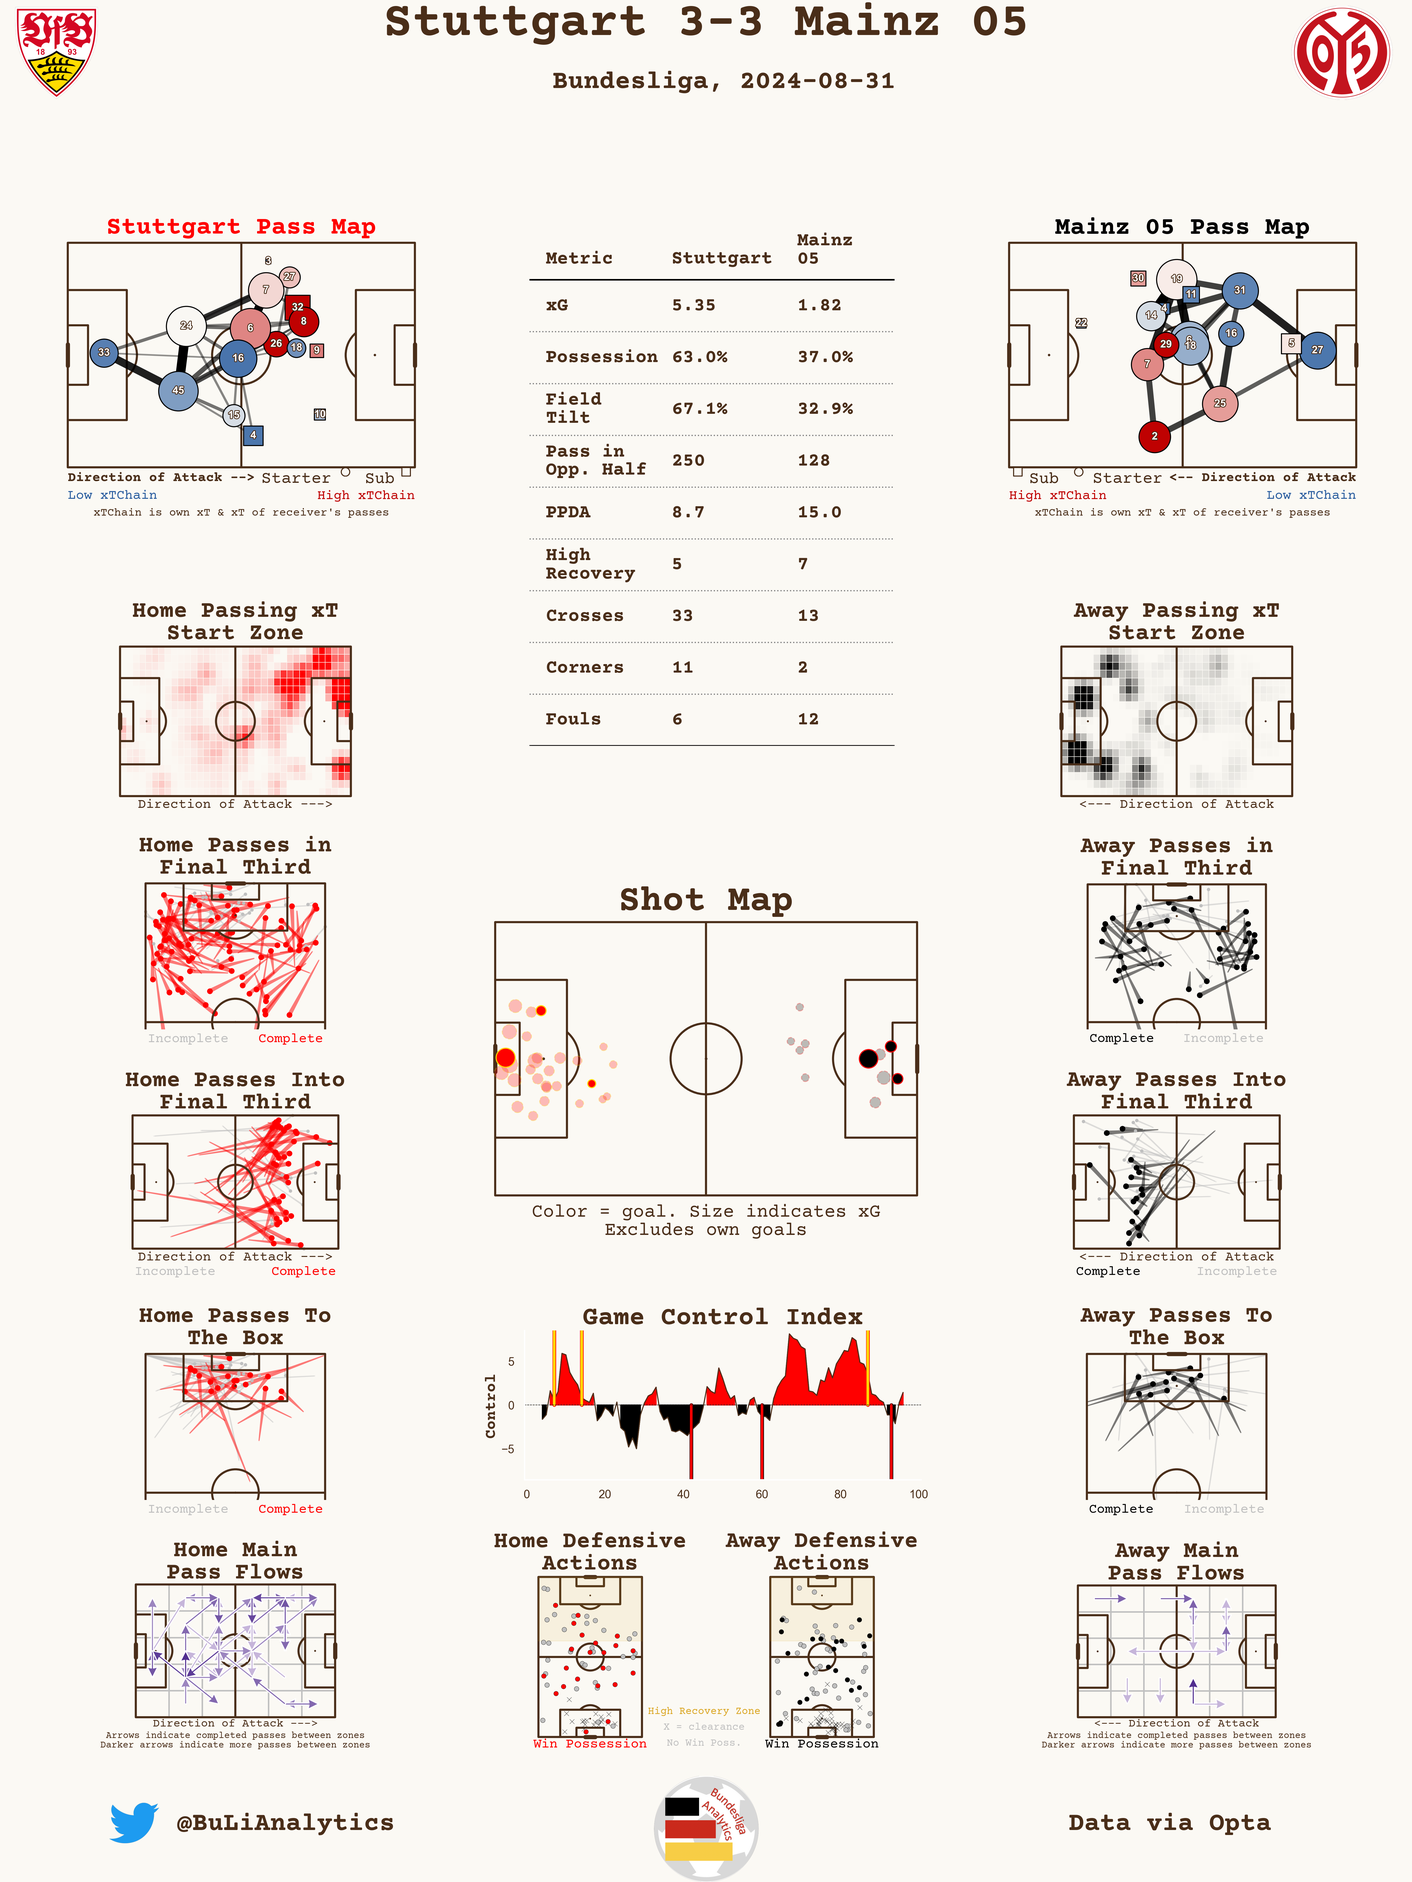 Stuttgart 3-3 Mainz 05
Bundesliga, 2024-08-31
18 93
05
Stuttgart Pass Map
3
27
7
32
8
24
6
26
18
9
33
16
45
15
10
4
Direction of Attack --> Starter Sub
Low xTChain High xTChain
xTChain is own xT & xT of receiver's passes
Metric Stuttgart Mainz 05
xG 5.35 1.82
Possession 63.0% 37.0%
Field
Tilt 67.1% 32.9%
Pass in
Opp. Half 250 128
PPDA 8.7 15.0
High
Recovery 5 7
Crosses 33 13
Corners 11 2
Fouls 6 12
Mainz 05 Pass Map
30
19
11
31
4
14
22
16
29
18
5
27
7
25
2
Sub Starter <-- Direction of Attack
High xTChain Low xTChain
xTChain is own xT & xT of receiver's passes
Home Passing xT
Start Zone
Direction of Attack --->
Away Passing xT
Start Zone
<--- Direction of Attack
Home Passes in
Final Third
Incomplete Complete
Away Passes in
Final Third
Complete Incomplete
Shot Map
Color = goal. Size indicates xG
Excludes own goals
Home Passes Into
Final Third
Direction of Attack --->
Incomplete Complete
Away Passes Into
Final Third
<--- Direction of Attack
Complete Incomplete
Home Passes To
The Box
Incomplete Complete
Game Control Index
Control
5
0
−5
0 20 40 60 80 100
Away Passes To
The Box
Complete Incomplete
Home Main
Pass Flows
Direction of Attack --->
Arrows indicate completed passes between zones
Darker arrows indicate more passes between zones
Home Defensive
Actions
Win Possession
High Recovery Zone
X = clearance
No Win Poss.
Away Defensive
Actions
Win Possession
Away Main
Pass Flows
<--- Direction of Attack
Arrows indicate completed passes between zones
Darker arrows indicate more passes between zones
@BuLiAnalytics
Bundesliga
Analytics
Data via Opta